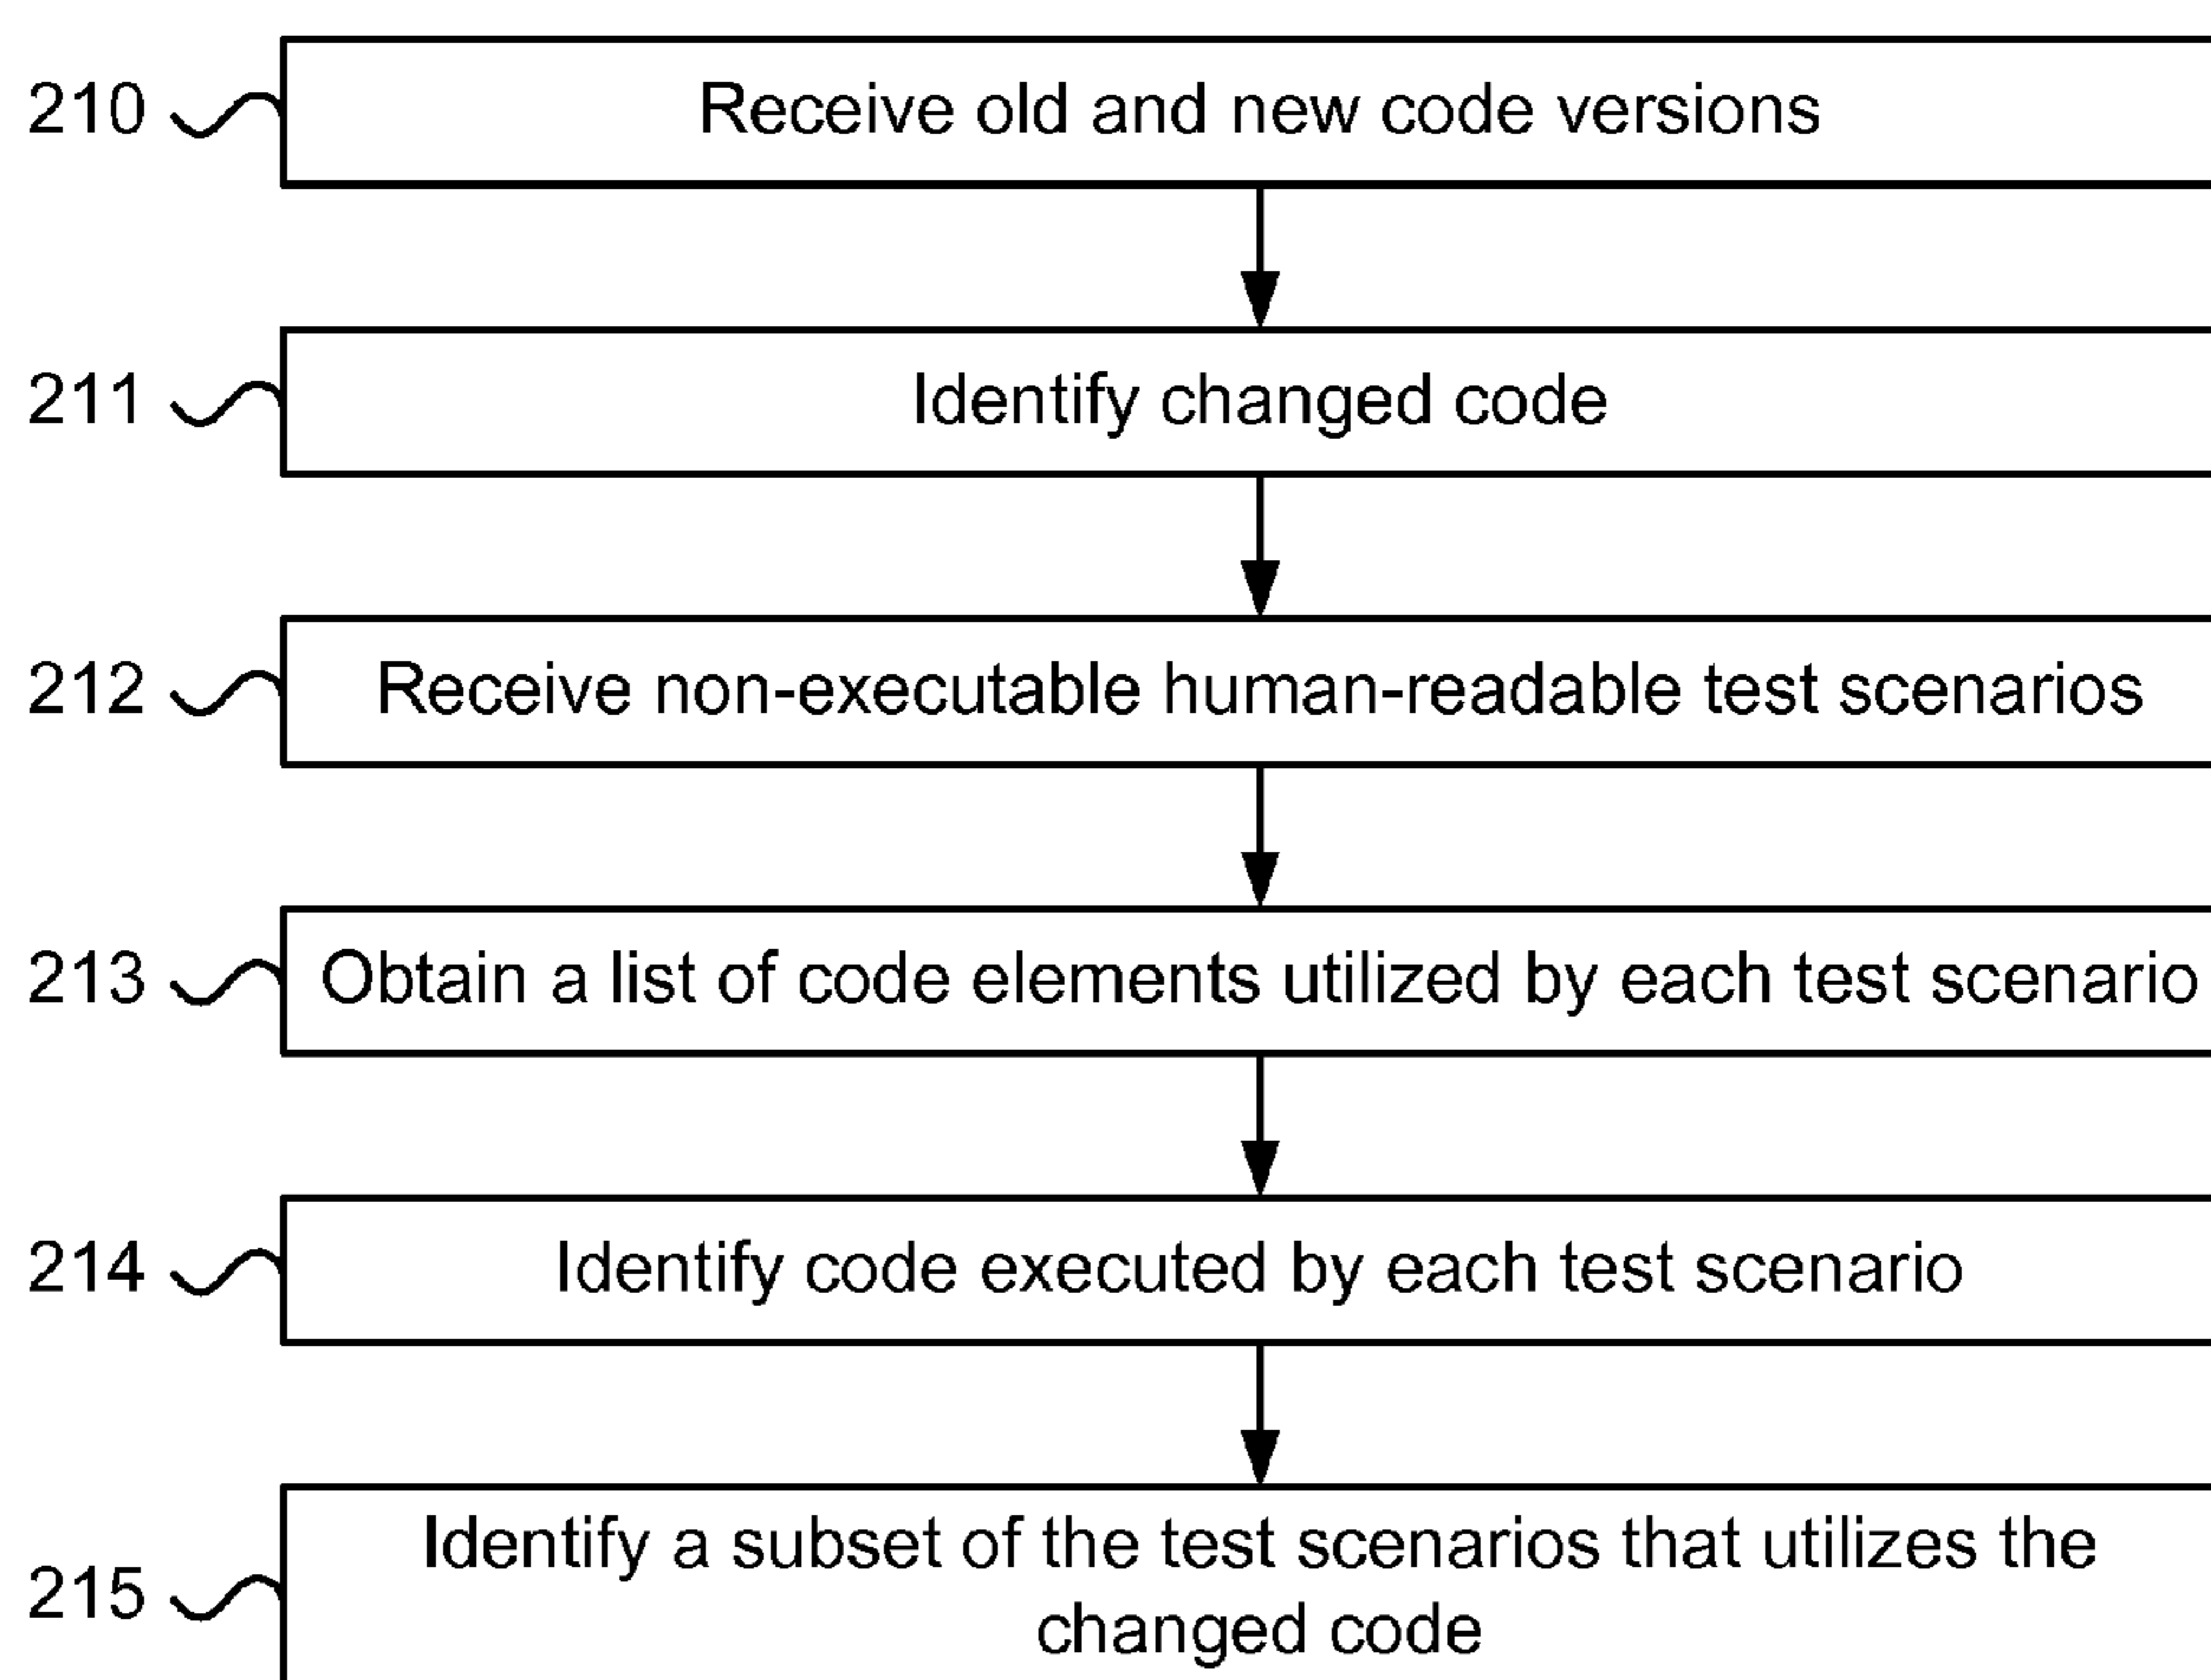 210 Receive old and new code versions
211 Identify changed code
212 Receive non-executable human-readable test scenarios
213 Obtain a list of code elements utilized by each test scenario
214 Identify code executed by each test scenario
215 Identify a subset of the test scenarios that utilizes the
changed code